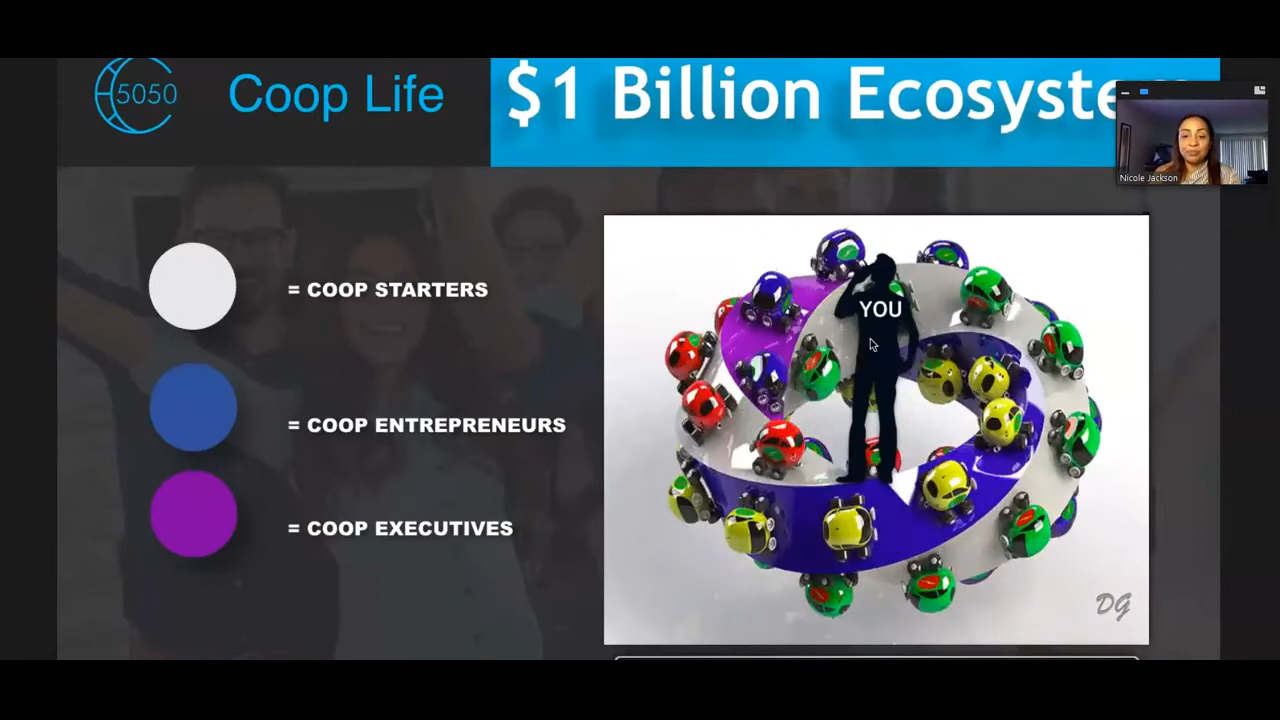 5050
Coop Life
$1 Billion Ecosyste
Nicole Jackson
= COOP STARTERS
YOU
= COOP ENTREPRENEURS
= COOP EXECUTIVES
DG